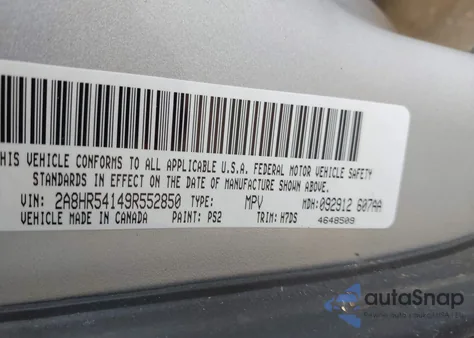 THIS VEHICLE CONFORMS TO ALL APPLICABLE U.S.A. FEDERAL MOTOR VEHICLE SAFETY
STANDARDS IN EFFECT ON THE DATE OF MANUFACTURE SHOWN ABOVE.
VIN: 2A8HR54149R552850 TYPE: MPV MDH: 092912 607AA
VEHICLE MADE IN CANADA PAINT: PS2 TRIM: H7DS 4648509
autoSnap